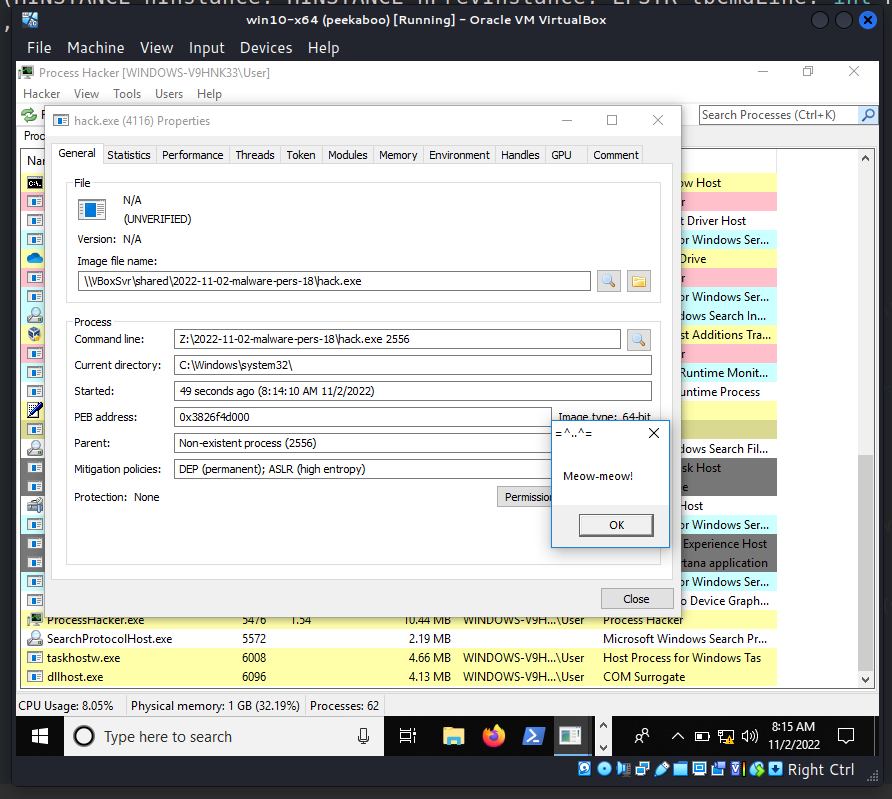 win10-x64 (peekaboo) [Running] - Oracle VM VirtualBox
File Machine View Input Devices Help
Process Hacker [WINDOWS-V9HNK33\User]
Hacker View Tools Users Help
Search Processes (Ctrl+K)
hack.exe (4116) Properties
General Statistics Performance Threads Token Modules Memory Environment Handles GPU Comment
File
N/A
(UNVERIFIED)
Version: N/A
Image file name:
\\VBoxSvr\shared\2022-11-02-malware-pers-18\hack.exe
Process
Command line: Z:\2022-11-02-malware-pers-18\hack.exe 2556
Current directory: C:\Windows\system32\
Started: 49 seconds ago (8:14:10 AM 11/2/2022)
PEB address: 0x3826f4d000 Image type: 64-bit
Parent: Non-existent process (2556)
Mitigation policies: DEP (permanent); ASLR (high entropy)
Protection: None Permission
=^..^=
Meow-meow!
OK
Close
ow Host
r
t Driver Host
or Windows Ser...
Drive
r
or Windows Ser...
dows Search In...
st Additions Tra...
r
Runtime Monit...
untime Process
indows Search Fil...
sk Host
e
Host
or Windows Ser...
Experience Host
rtana application
or Windows Ser...
o Device Graph...
ProcessHacker.exe 5476 1.54 10.44 MB WINDOWS-V9H...\User Process Hacker
SearchProtocolHost.exe 5572 2.19 MB Microsoft Windows Search Pr...
taskhostw.exe 6008 4.66 MB WINDOWS-V9H...\User Host Process for Windows Tas
dllhost.exe 6096 4.13 MB WINDOWS-V9H...\User COM Surrogate
CPU Usage: 8.05% Physical memory: 1 GB (32.19%) Processes: 62
Type here to search
8:15 AM
11/2/2022
Right Ctrl